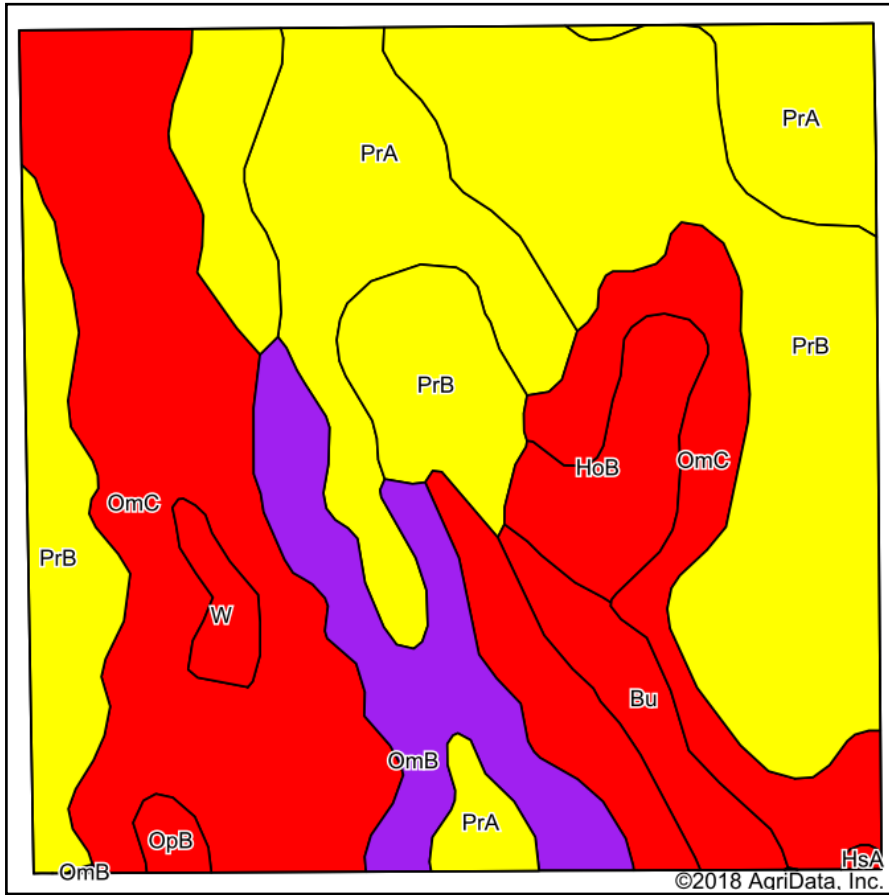 PrA
PrA
PrB
PrB
HoB
OmC
OmC
PrB
W
Bu
OmB
PrA
OpB
HsA
OmB
©2018 AgriData, Inc.